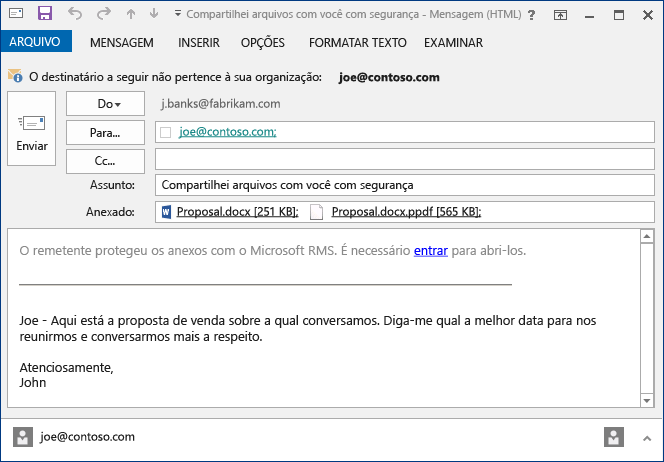 Compartilhei arquivos com você com segurança - Mensagem (HTML)
ARQUIVO MENSAGEM INSERIR OPÇÕES FORMATAR TEXTO EXAMINAR
O destinatário a seguir não pertence à sua organização: joe@contoso.com
Do j.banks@fabrikam.com
Enviar
Para... joe@contoso.com;
Cc...
Assunto: Compartilhei arquivos com você com segurança
Anexado: Proposal.docx [251 KB]; Proposal.docx.ppdf [565 KB];
O remetente protegeu os anexos com o Microsoft RMS. É necessário entrar para abri-los.
Joe - Aqui está a proposta de venda sobre a qual conversamos. Diga-me qual a melhor data para nos
reunirmos e conversarmos mais a respeito.
Atenciosamente,
John
joe@contoso.com